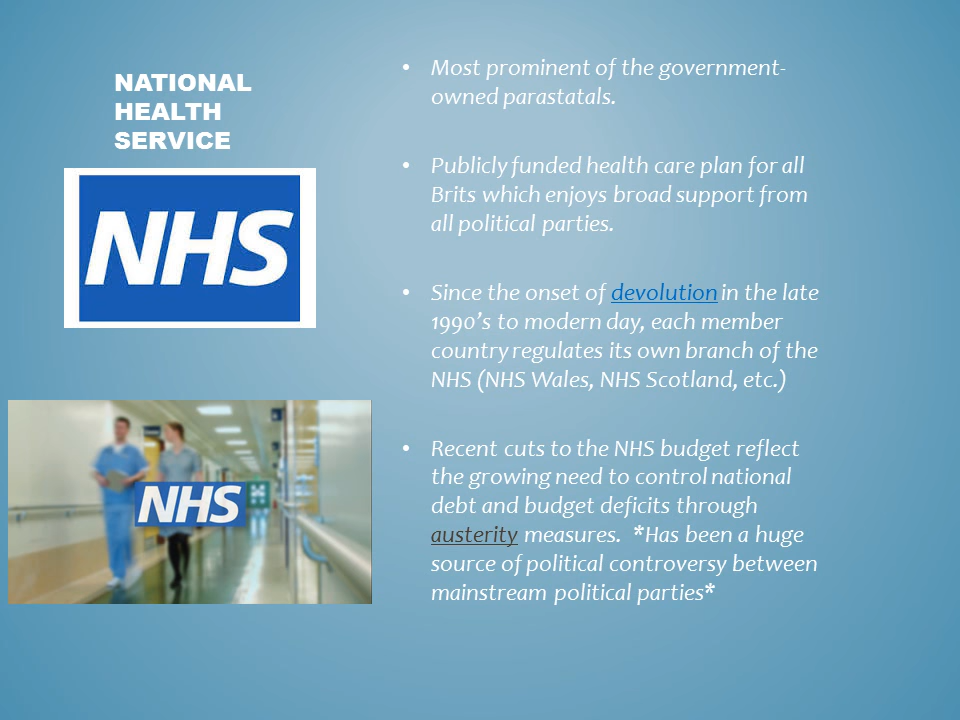 NATIONAL
HEALTH
SERVICE
NHS
NHS
• Most prominent of the government-
owned parastatals.
• Publicly funded health care plan for all
Brits which enjoys broad support from
all political parties.
• Since the onset of devolution in the late
1990’s to modern day, each member
country regulates its own branch of the
NHS (NHS Wales, NHS Scotland, etc.)
• Recent cuts to the NHS budget reflect
the growing need to control national
debt and budget deficits through
austerity measures.  *Has been a huge
source of political controversy between
mainstream political parties*